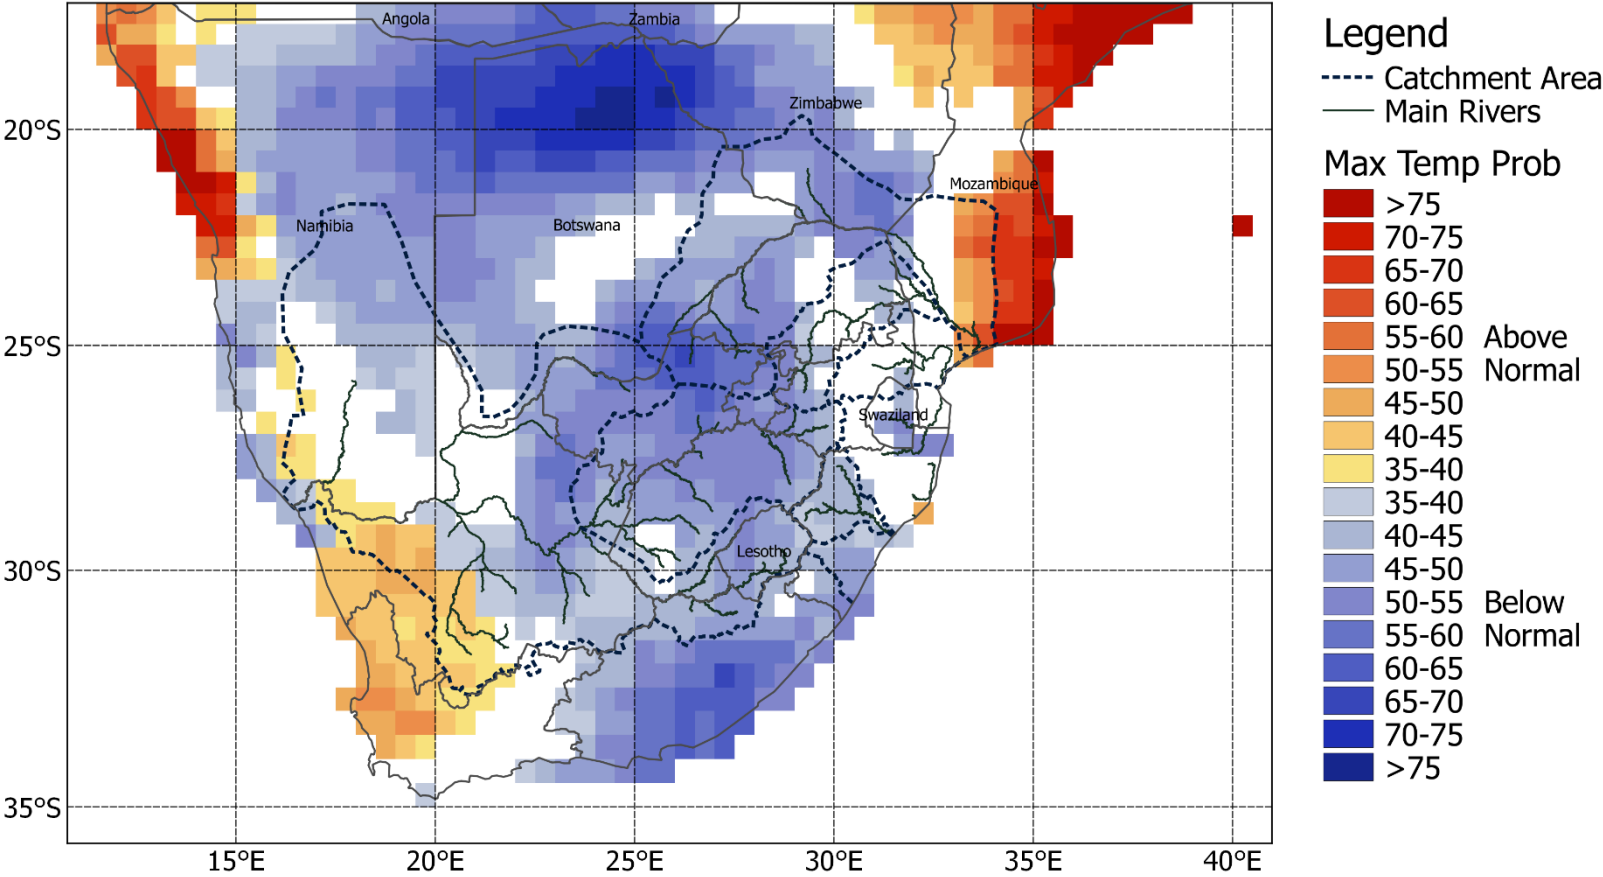 Angola
Zambia
Zimbabwe
Mozambique
Namibia
Botswana
Swaziland
Lesotho
20°S
25°S
30°S
35°S
15°E
20°E
25°E
30°E
35°E
40°E
Legend
Catchment Area
Main Rivers
Max Temp Prob
>75
70-75
65-70
60-65
55-60 Above
50-55 Normal
45-50
40-45
35-40
35-40
40-45
45-50
50-55 Below
55-60 Normal
60-65
65-70
70-75
>75